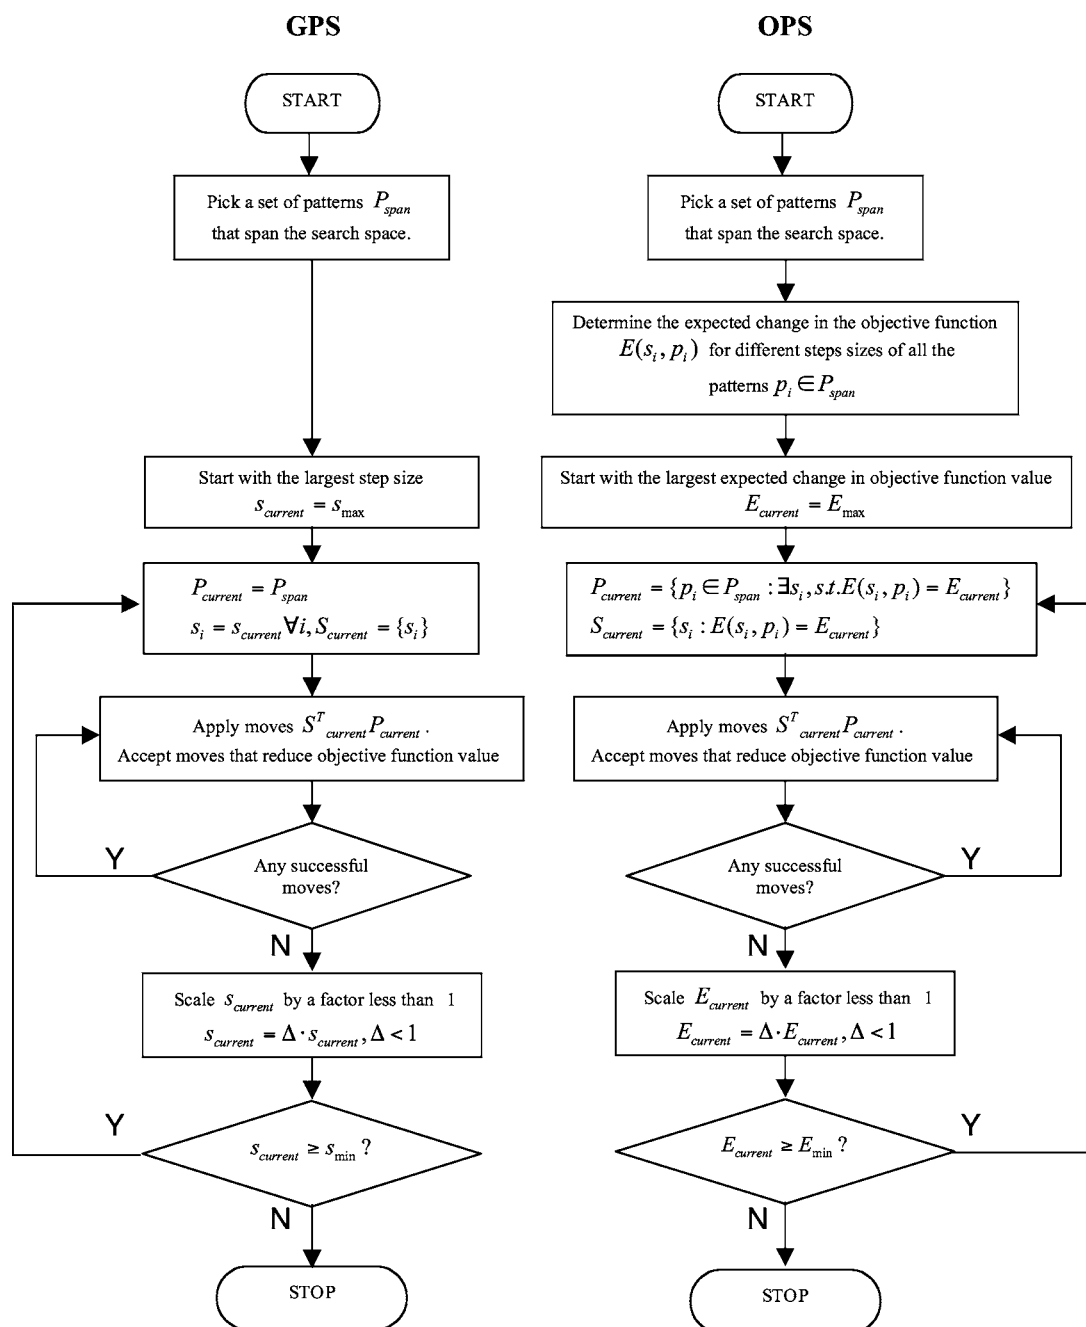 GPS
START
Pick a set of patterns P_span
that span the search space.
Start with the largest step size
s_current = s_max
P_current = P_span
s_i = s_current ∀i, S_current = {s_i}
Apply moves S^T_current P_current .
Accept moves that reduce objective function value
Any successful
moves?
Y
N
Scale s_current by a factor less than 1
s_current = Δ · s_current, Δ < 1
s_current ≥ s_min ?
Y
N
STOP
OPS
START
Pick a set of patterns P_span
that span the search space.
Determine the expected change in the objective function
E(s_i, p_i) for different steps sizes of all the
patterns p_i ∈ P_span
Start with the largest expected change in objective function value
E_current = E_max
P_current = {p_i ∈ P_span : ∃s_i, s.t. E(s_i, p_i) = E_current}
S_current = {s_i : E(s_i, p_i) = E_current}
Apply moves S^T_current P_current .
Accept moves that reduce objective function value
Any successful
moves?
Y
N
Scale E_current by a factor less than 1
E_current = Δ · E_current, Δ < 1
E_current ≥ E_min ?
Y
N
STOP